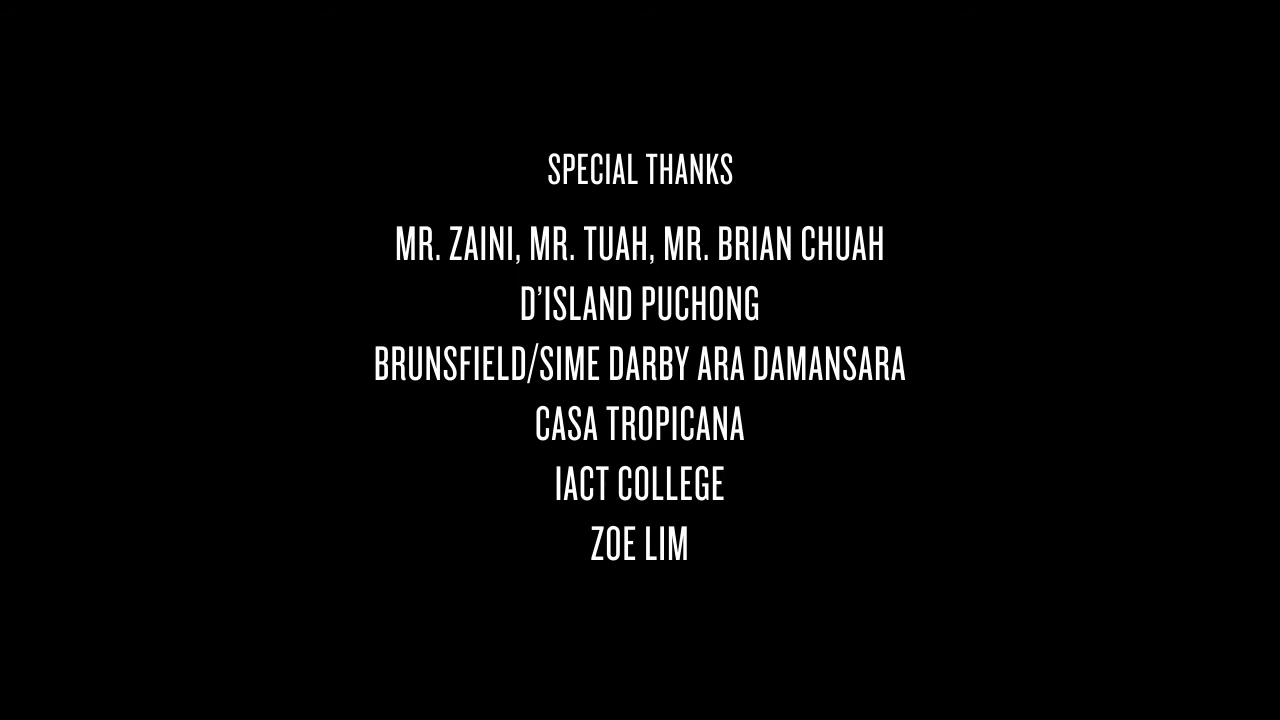 SPECIAL THANKS
MR. ZAINI, MR. TUAH, MR. BRIAN CHUAH
D’ISLAND PUCHONG
BRUNSFIELD/SIME DARBY ARA DAMANSARA
CASA TROPICANA
IACT COLLEGE
ZOE LIM